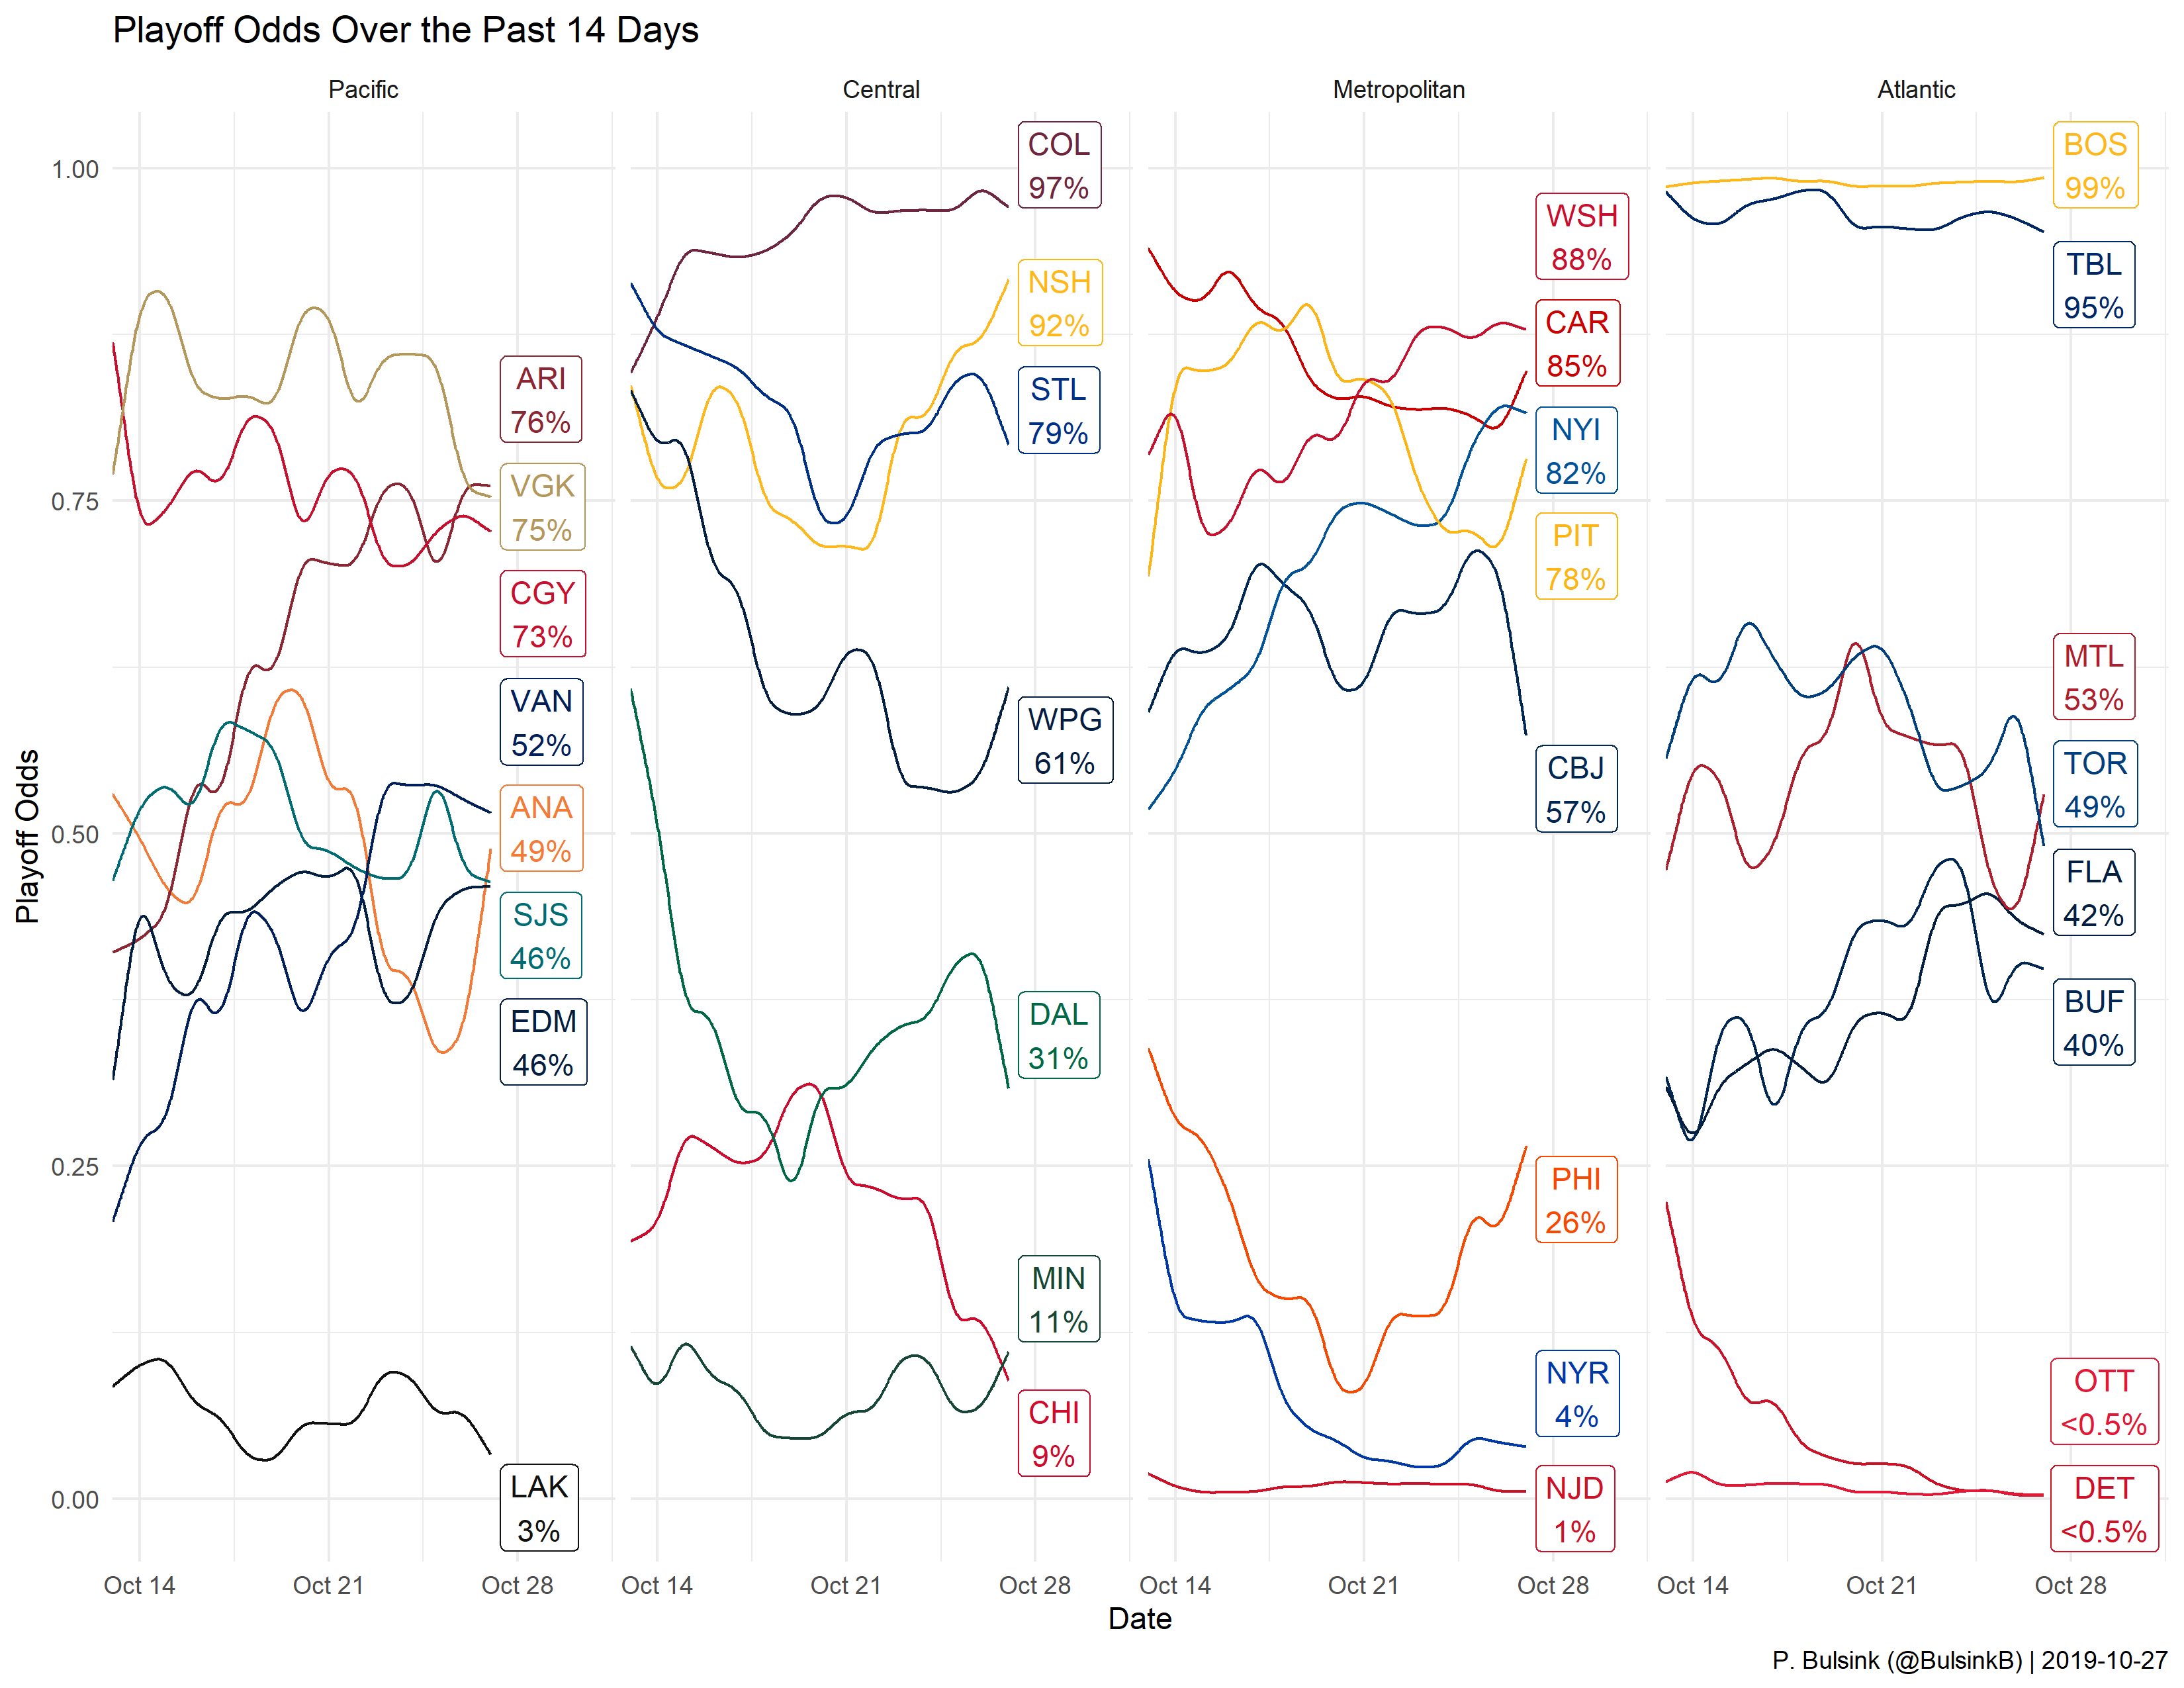 Playoff Odds Over the Past 14 Days
Pacific
Central
Metropolitan
Atlantic
Playoff Odds
1.00
0.75
0.50
0.25
0.00
ARI
76%
VGK
75%
CGY
73%
VAN
52%
ANA
49%
SJS
46%
EDM
46%
LAK
3%
COL
97%
NSH
92%
STL
79%
WPG
61%
DAL
31%
MIN
11%
CHI
9%
WSH
88%
CAR
85%
NYI
82%
PIT
78%
CBJ
57%
PHI
26%
NYR
4%
NJD
1%
BOS
99%
TBL
95%
MTL
53%
TOR
49%
FLA
42%
BUF
40%
OTT
<0.5%
DET
<0.5%
Oct 14
Oct 21
Oct 28
Oct 14
Oct 21
Oct 28
Oct 14
Oct 21
Oct 28
Oct 14
Oct 21
Oct 28
Date
P. Bulsink (@BulsinkB) | 2019-10-27